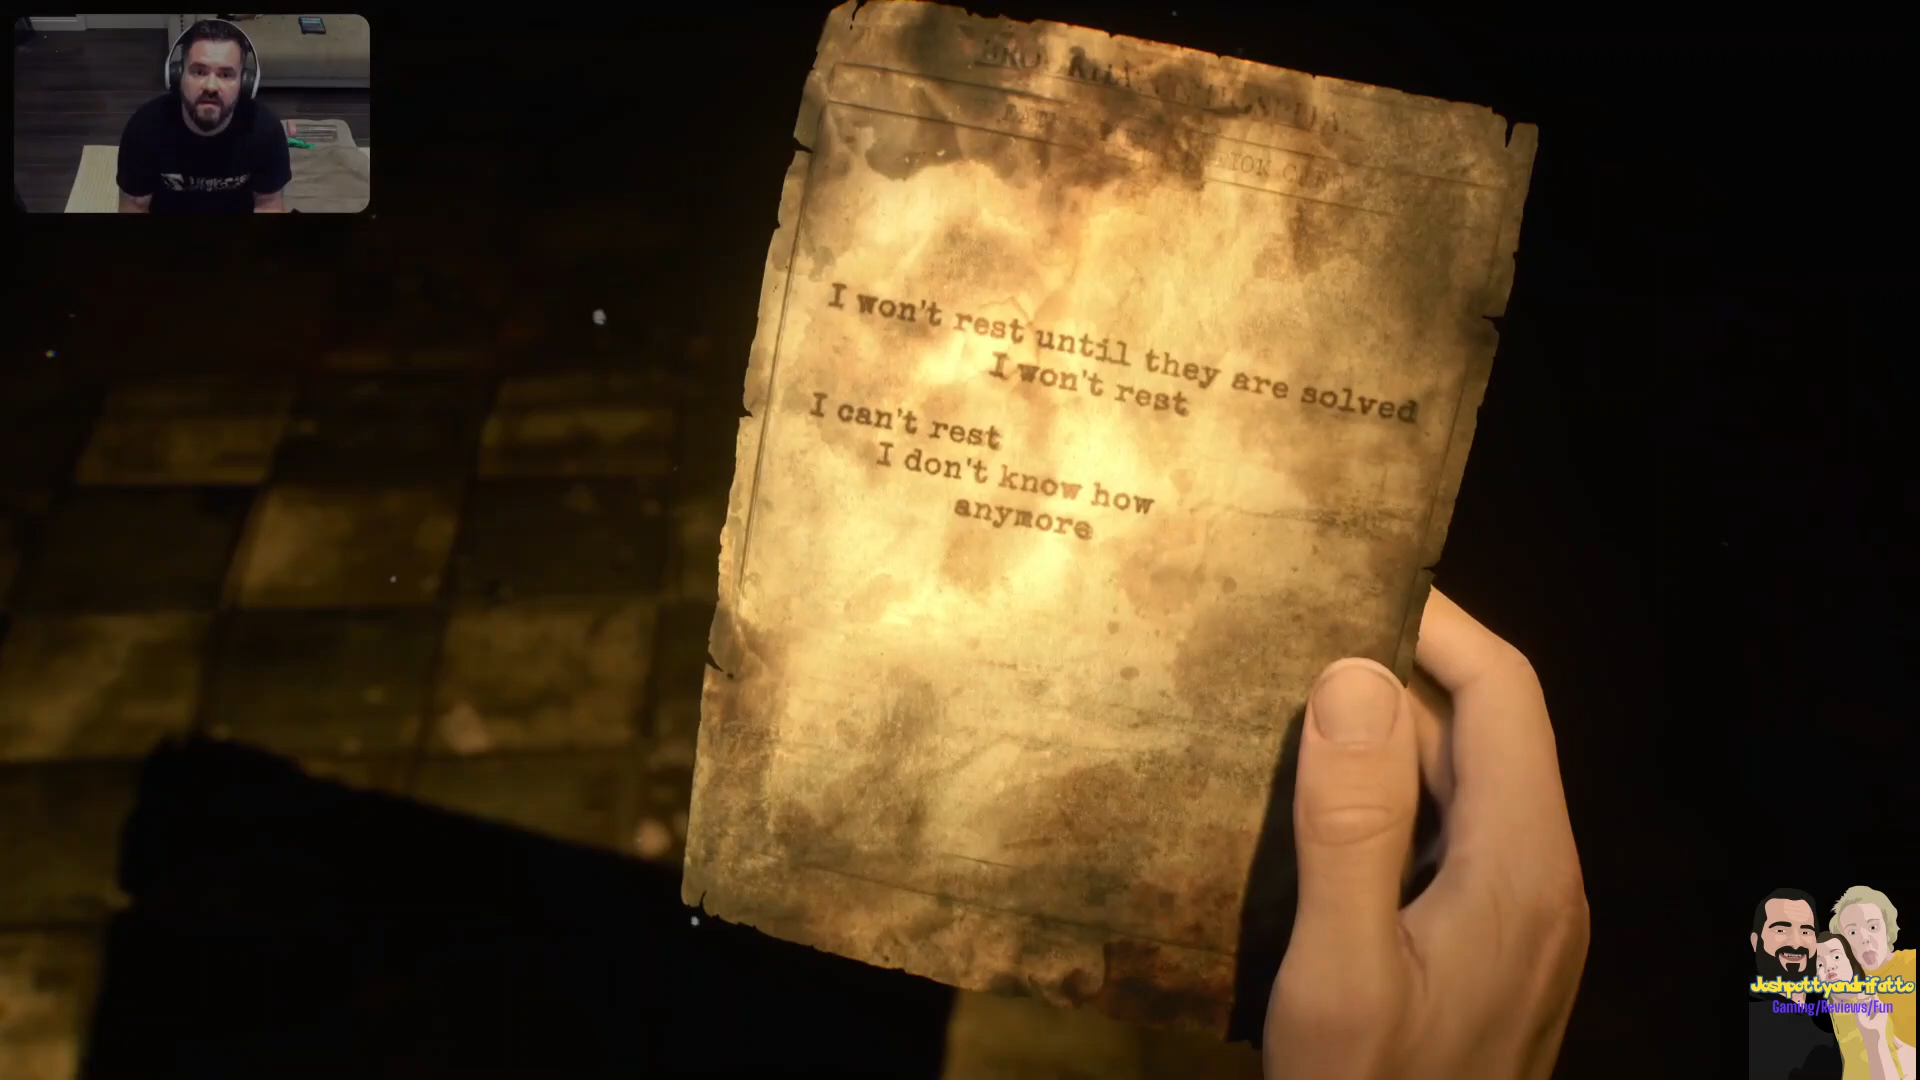 I won't rest until they are solved
I won't rest
I can't rest
I don't know how
anymore
Joshpottyandrifatto
Gaming/Reviews/Fun